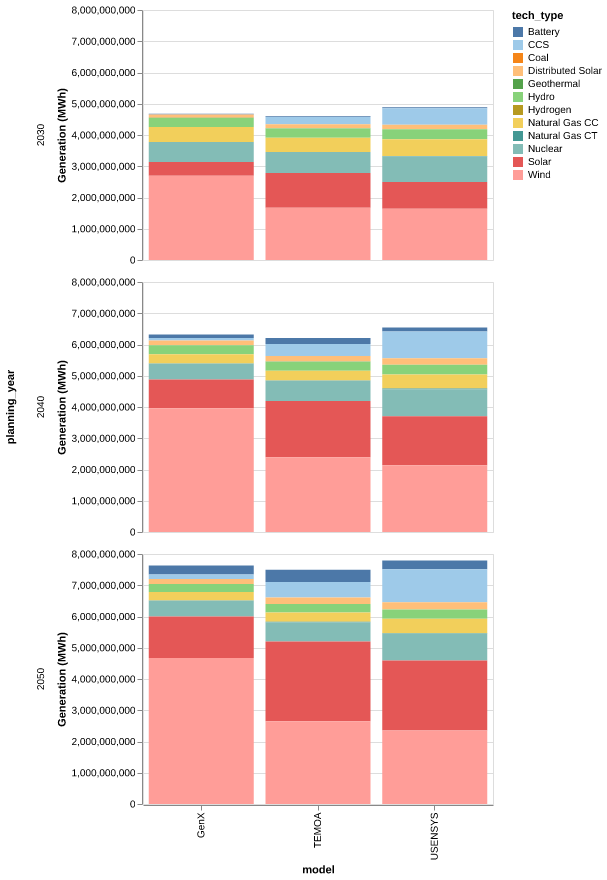 tech_type
Battery
CCS
Coal
Distributed Solar
Geothermal
Hydro
Hydrogen
Natural Gas CC
Natural Gas CT
Nuclear
Solar
Wind
planning_year
2030
Generation (MWh)
8,000,000,000
7,000,000,000
6,000,000,000
5,000,000,000
4,000,000,000
3,000,000,000
2,000,000,000
1,000,000,000
0
2040
Generation (MWh)
8,000,000,000
7,000,000,000
6,000,000,000
5,000,000,000
4,000,000,000
3,000,000,000
2,000,000,000
1,000,000,000
0
2050
Generation (MWh)
8,000,000,000
7,000,000,000
6,000,000,000
5,000,000,000
4,000,000,000
3,000,000,000
2,000,000,000
1,000,000,000
0
GenX
TEMOA
USENSYS
model